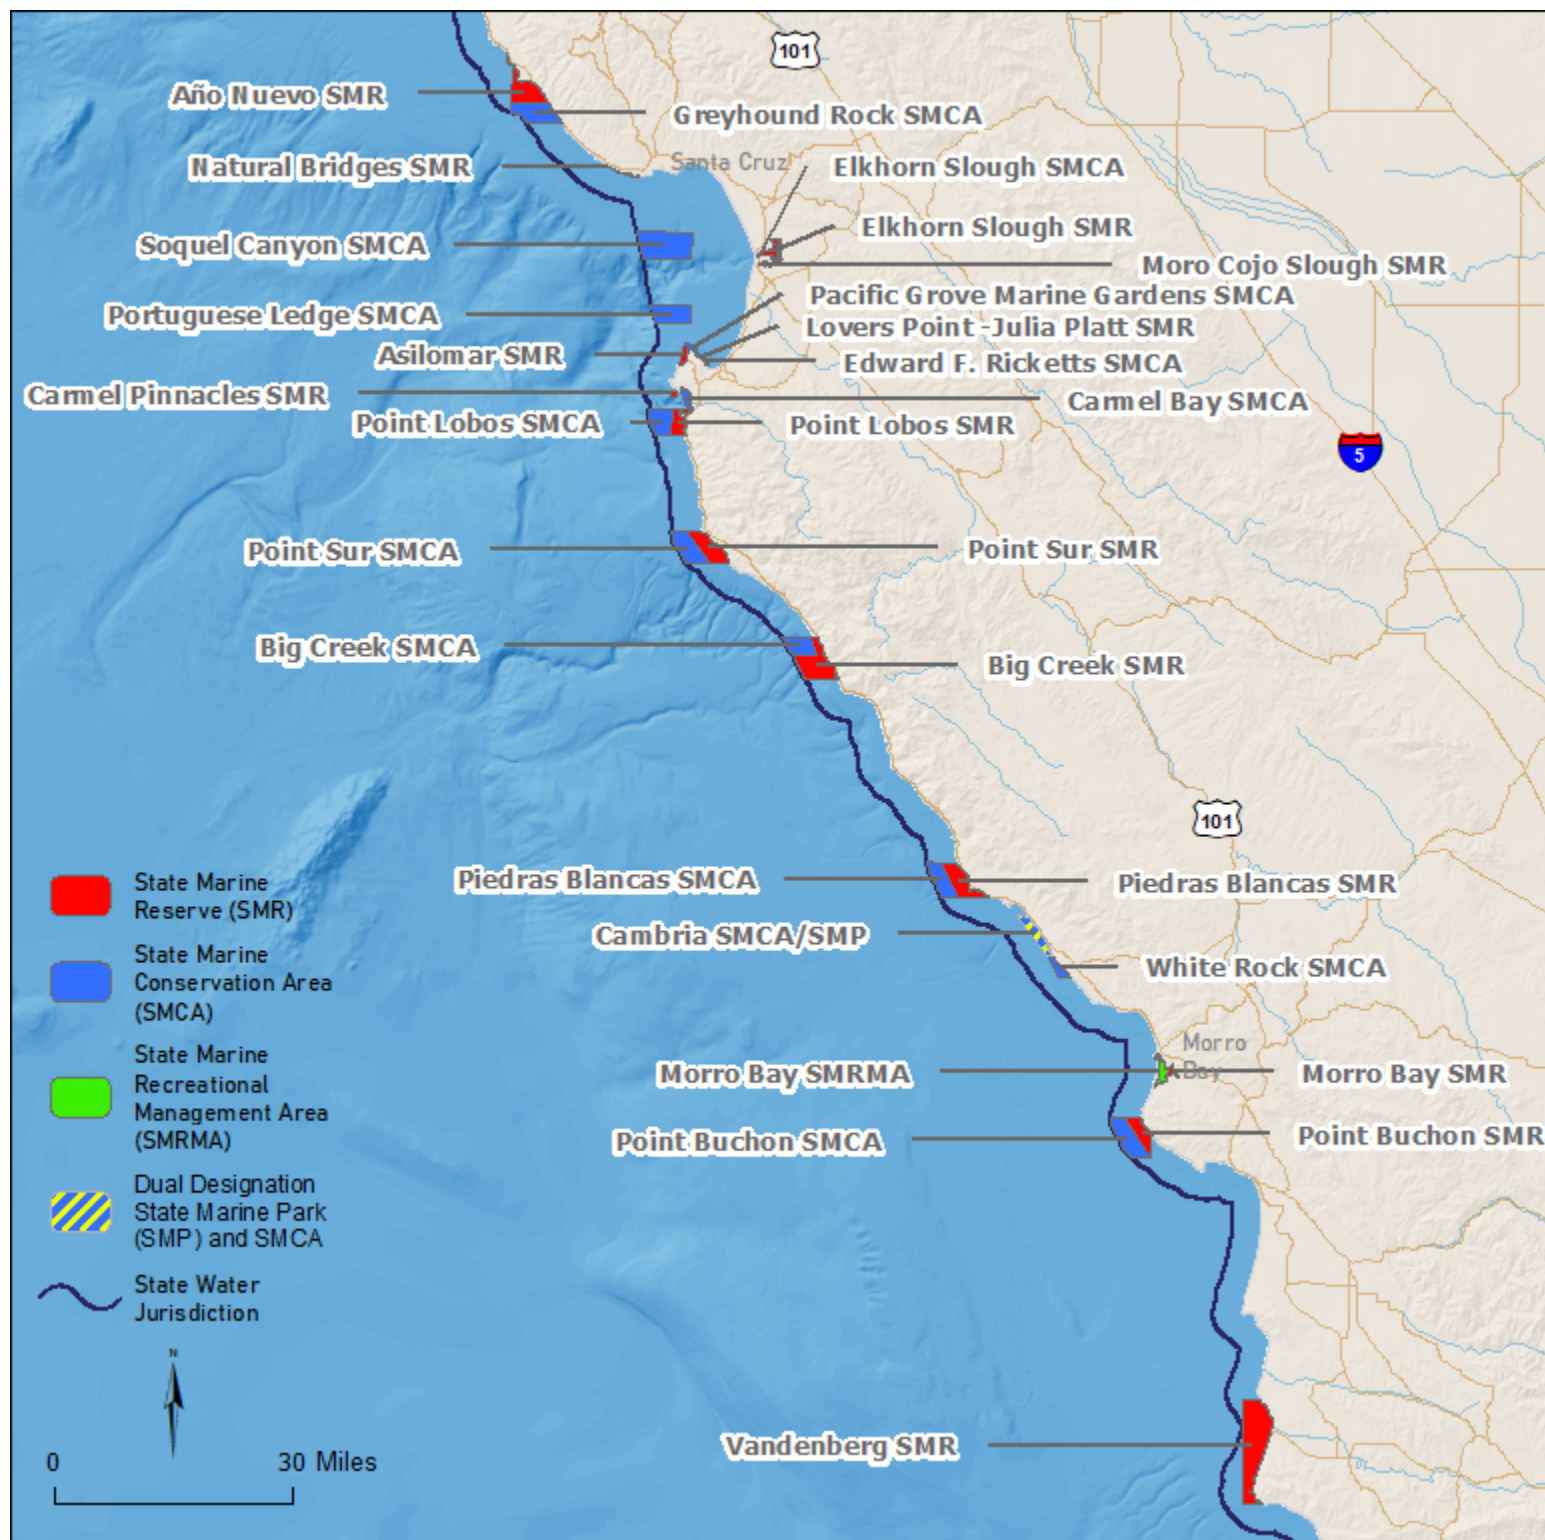 101
Año Nuevo SMR
Greyhound Rock SMCA
Santa Cruz
Natural Bridges SMR
Elkhorn Slough SMCA
Elkhorn Slough SMR
Soquel Canyon SMCA
Moro Cojo Slough SMR
Pacific Grove Marine Gardens SMCA
Portuguese Ledge SMCA
Lovers Point -Julia Platt SMR
Asilomar SMR
Edward F. Ricketts SMCA
Carmel Pinnacles SMR
Carmel Bay SMCA
Point Lobos SMCA
Point Lobos SMR
5
Point Sur SMCA
Point Sur SMR
Big Creek SMCA
Big Creek SMR
101
Piedras Blancas SMCA
Piedras Blancas SMR
Cambria SMCA/SMP
White Rock SMCA
Morro
Bay
Morro Bay SMRMA
Morro Bay SMR
Point Buchon SMCA
Point Buchon SMR
Vandenberg SMR
State Marine
Reserve (SMR)
State Marine
Conservation Area
(SMCA)
State Marine
Recreational
Management Area
(SMRMA)
Dual Designation
State Marine Park
(SMP) and SMCA
State Water
Jurisdiction
N
0 30 Miles